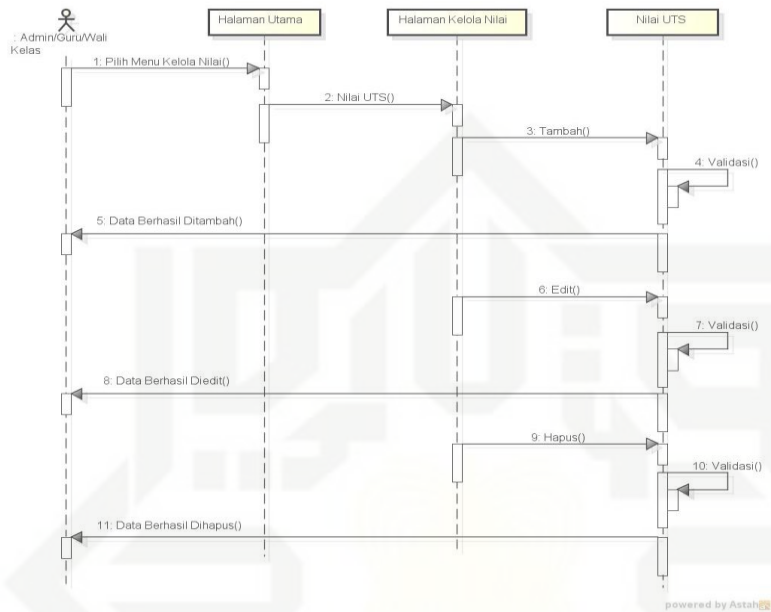 Halaman Utama
Halaman Kelola Nilai
Nilai UTS
: Admin/Guru/Wali
Kelas
1: Pilih Menu Kelola Nilai()
2: Nilai UTS()
3: Tambah()
4: Validasi()
5: Data Berhasil Ditambah()
6: Edit()
7: Validasi()
8: Data Berhasil Diedit()
9: Hapus()
10: Validasi()
11: Data Berhasil Dihapus()
powered by Astah